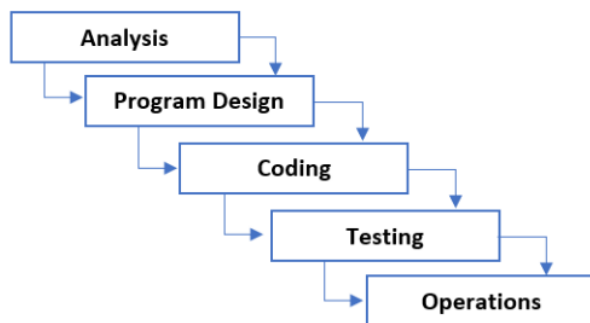 Analysis
Program Design
Coding
Testing
Operations